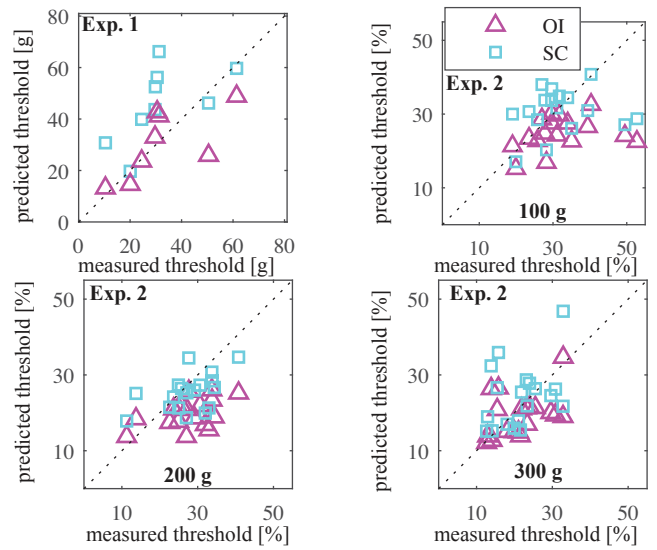 Exp. 1
predicted threshold [g]
80
60
40
20
0
0 20 40 60 80
measured threshold [g]
OI
SC
Exp. 2
predicted threshold [%]
50
30
10
100 g
10 30 50
measured threshold [%]
Exp. 2
predicted threshold [%]
50
30
10
200 g
10 30 50
measured threshold [%]
Exp. 2
predicted threshold [%]
50
30
10
300 g
10 30 50
measured threshold [%]